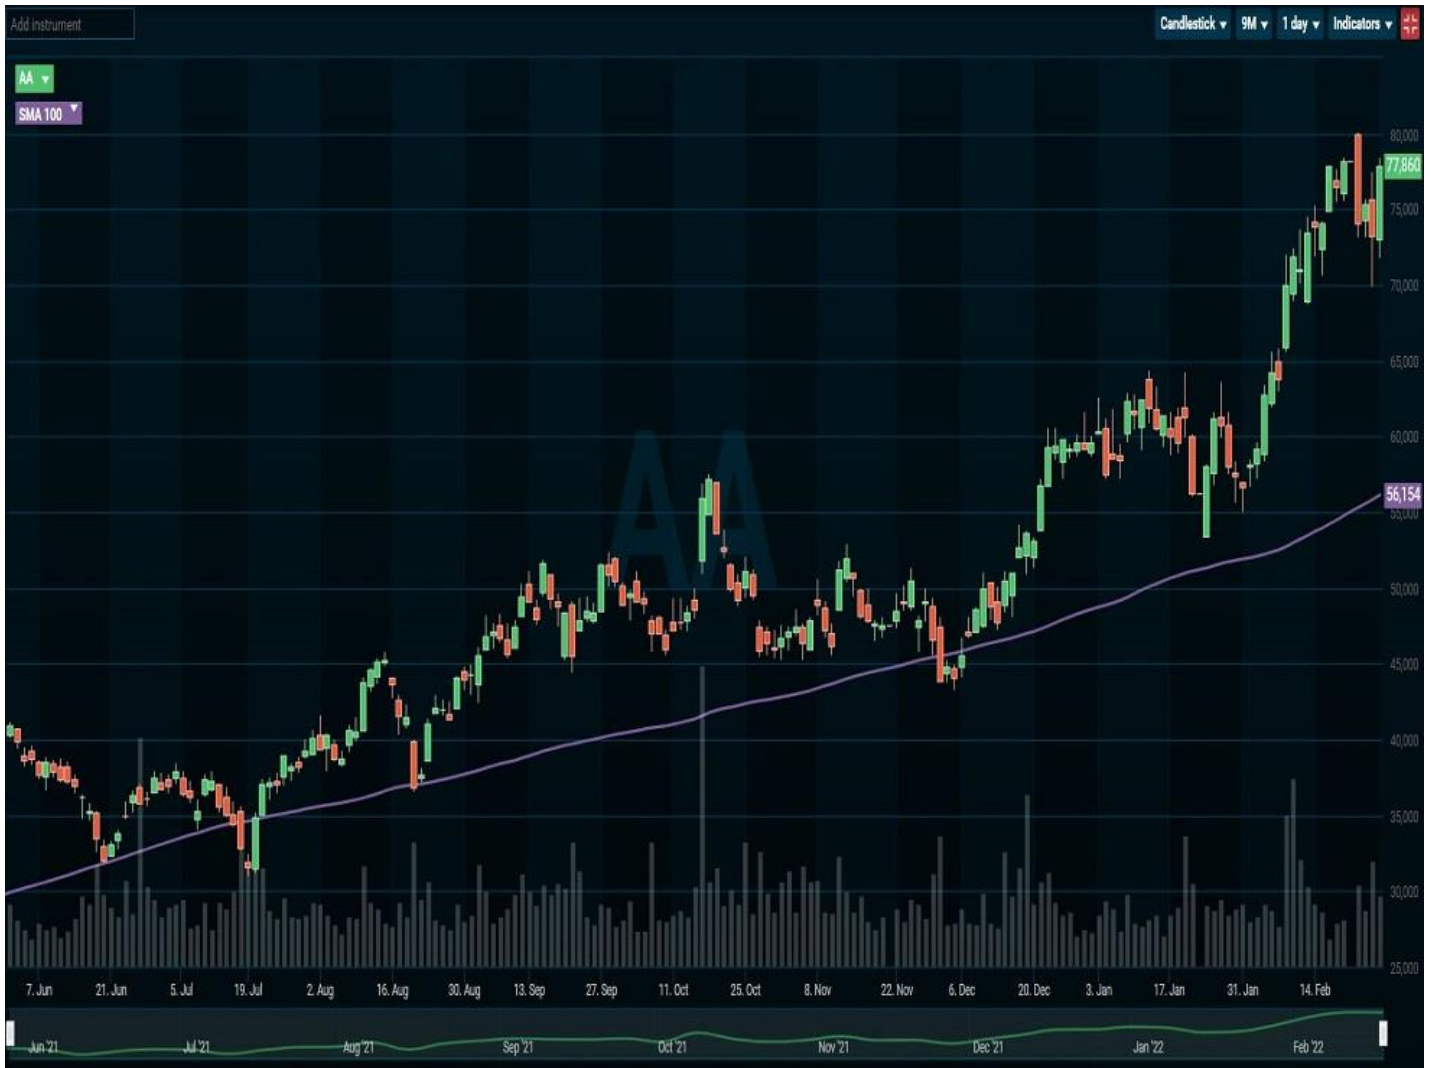 Add instrument
Candlestick 9M 1 day Indicators
AA
SMA 100
AA
80,000
77,860
75,000
70,000
65,000
60,000
56,154
55,000
50,000
45,000
40,000
35,000
30,000
25,000
7. Jun 21. Jun 5. Jul 19. Jul 2. Aug 16. Aug 30. Aug 13. Sep 27. Sep 11. Oct 25. Oct 8. Nov 22. Nov 6. Dec 20. Dec 3. Jan 17. Jan 31. Jan 14. Feb
Jun '21 Jul '21 Aug '21 Sep '21 Oct '21 Nov '21 Dec '21 Jan '22 Feb '22